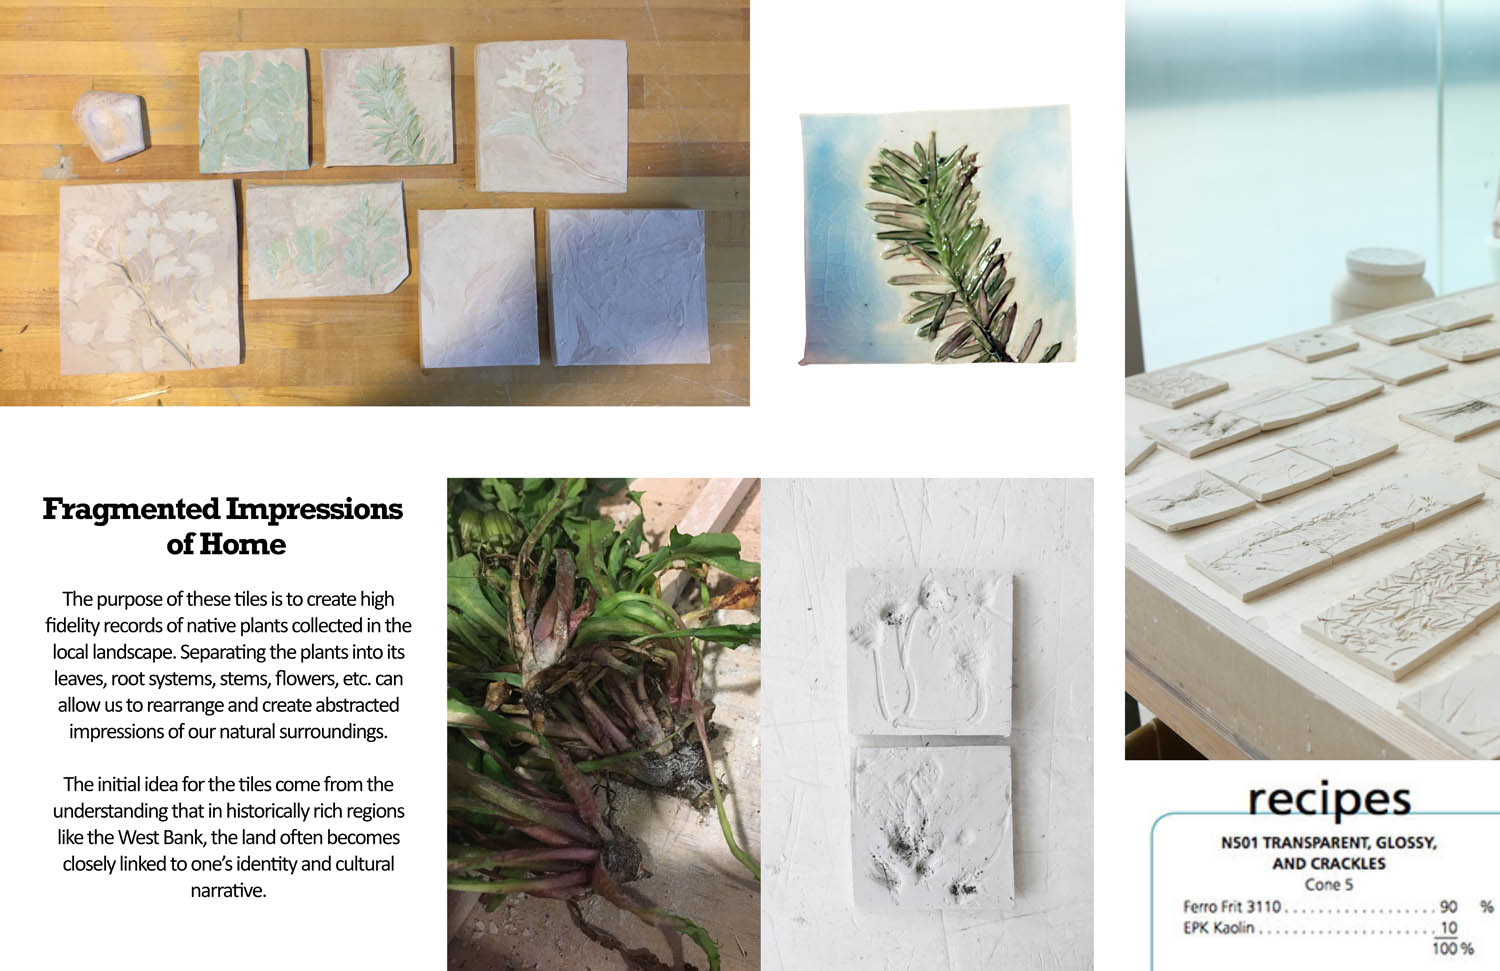 Fragmented Impressions
of Home
The purpose of these tiles is to create high
fidelity records of native plants collected in the
local landscape. Separating the plants into its
leaves, root systems, stems, flowers, etc. can
allow us to rearrange and create abstracted
impressions of our natural surroundings.
The initial idea for the tiles come from the
understanding that in historically rich regions
like the West Bank, the land often becomes
closely linked to one’s identity and cultural
narrative.
recipes
N501 TRANSPARENT, GLOSSY,
AND CRACKLES
Cone 5
Ferro Frit 3110 . . . . . . . . . . . . . . . . . . . 90 %
EPK Kaolin . . . . . . . . . . . . . . . . . . . . . . 10
100 %